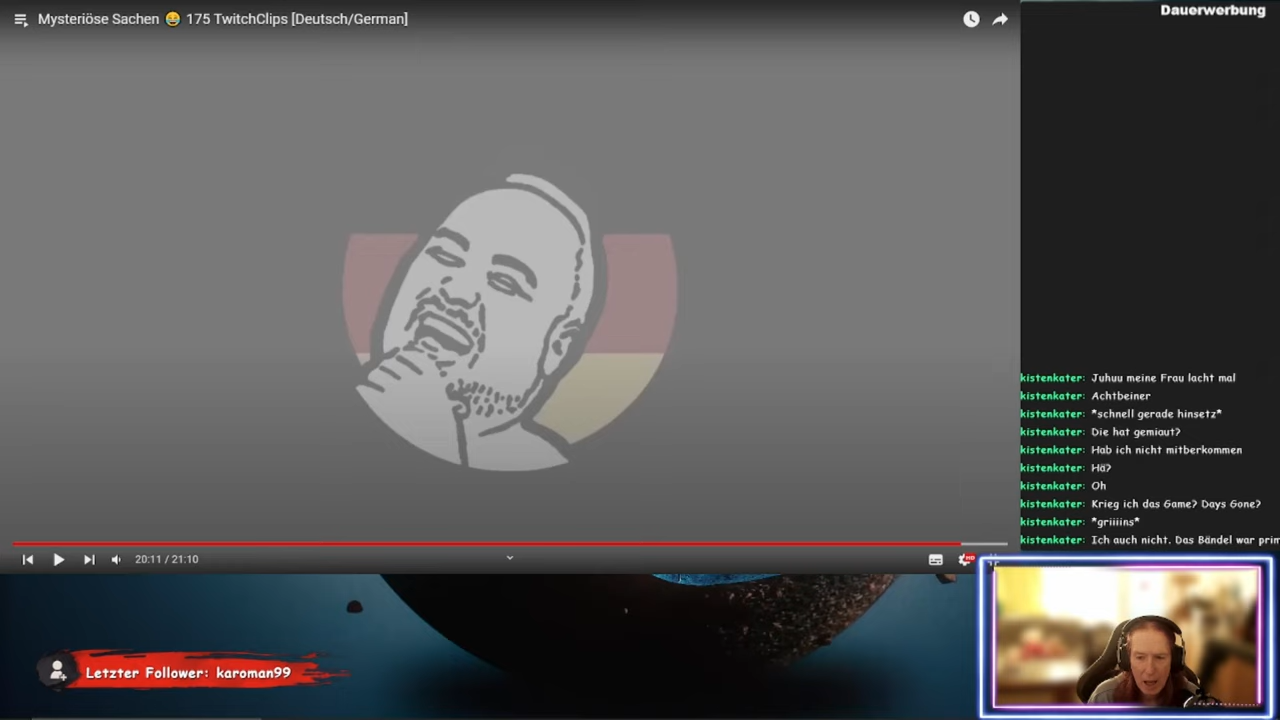 Mysteriöse Sachen 😂 175 TwitchClips [Deutsch/German]
Dauerwerbung
kistenkater: Juhuu meine Frau lacht mal
kistenkater: Achtbeiner
kistenkater: *schnell gerade hinsetz*
kistenkater: Die hat gemiaut?
kistenkater: Hab ich nicht mitberkommen
kistenkater: Hä?
kistenkater: Oh
kistenkater: Krieg ich das Game? Days Gone?
kistenkater: *griiiins*
kistenkater: Ich auch nicht. Das Bändel war prim
20:11 / 21:10
HD
Letzter Follower: karoman99